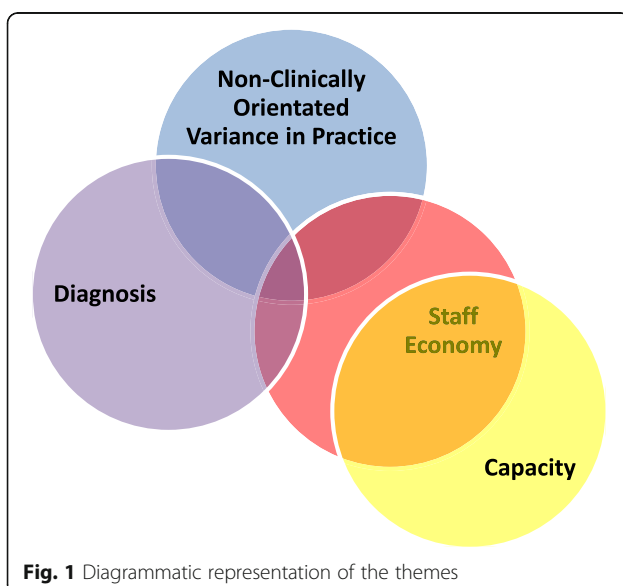 Non-Clinically
Orientated
Variance in Practice
Diagnosis
Staff
Economy
Capacity
Fig. 1 Diagrammatic representation of the themes